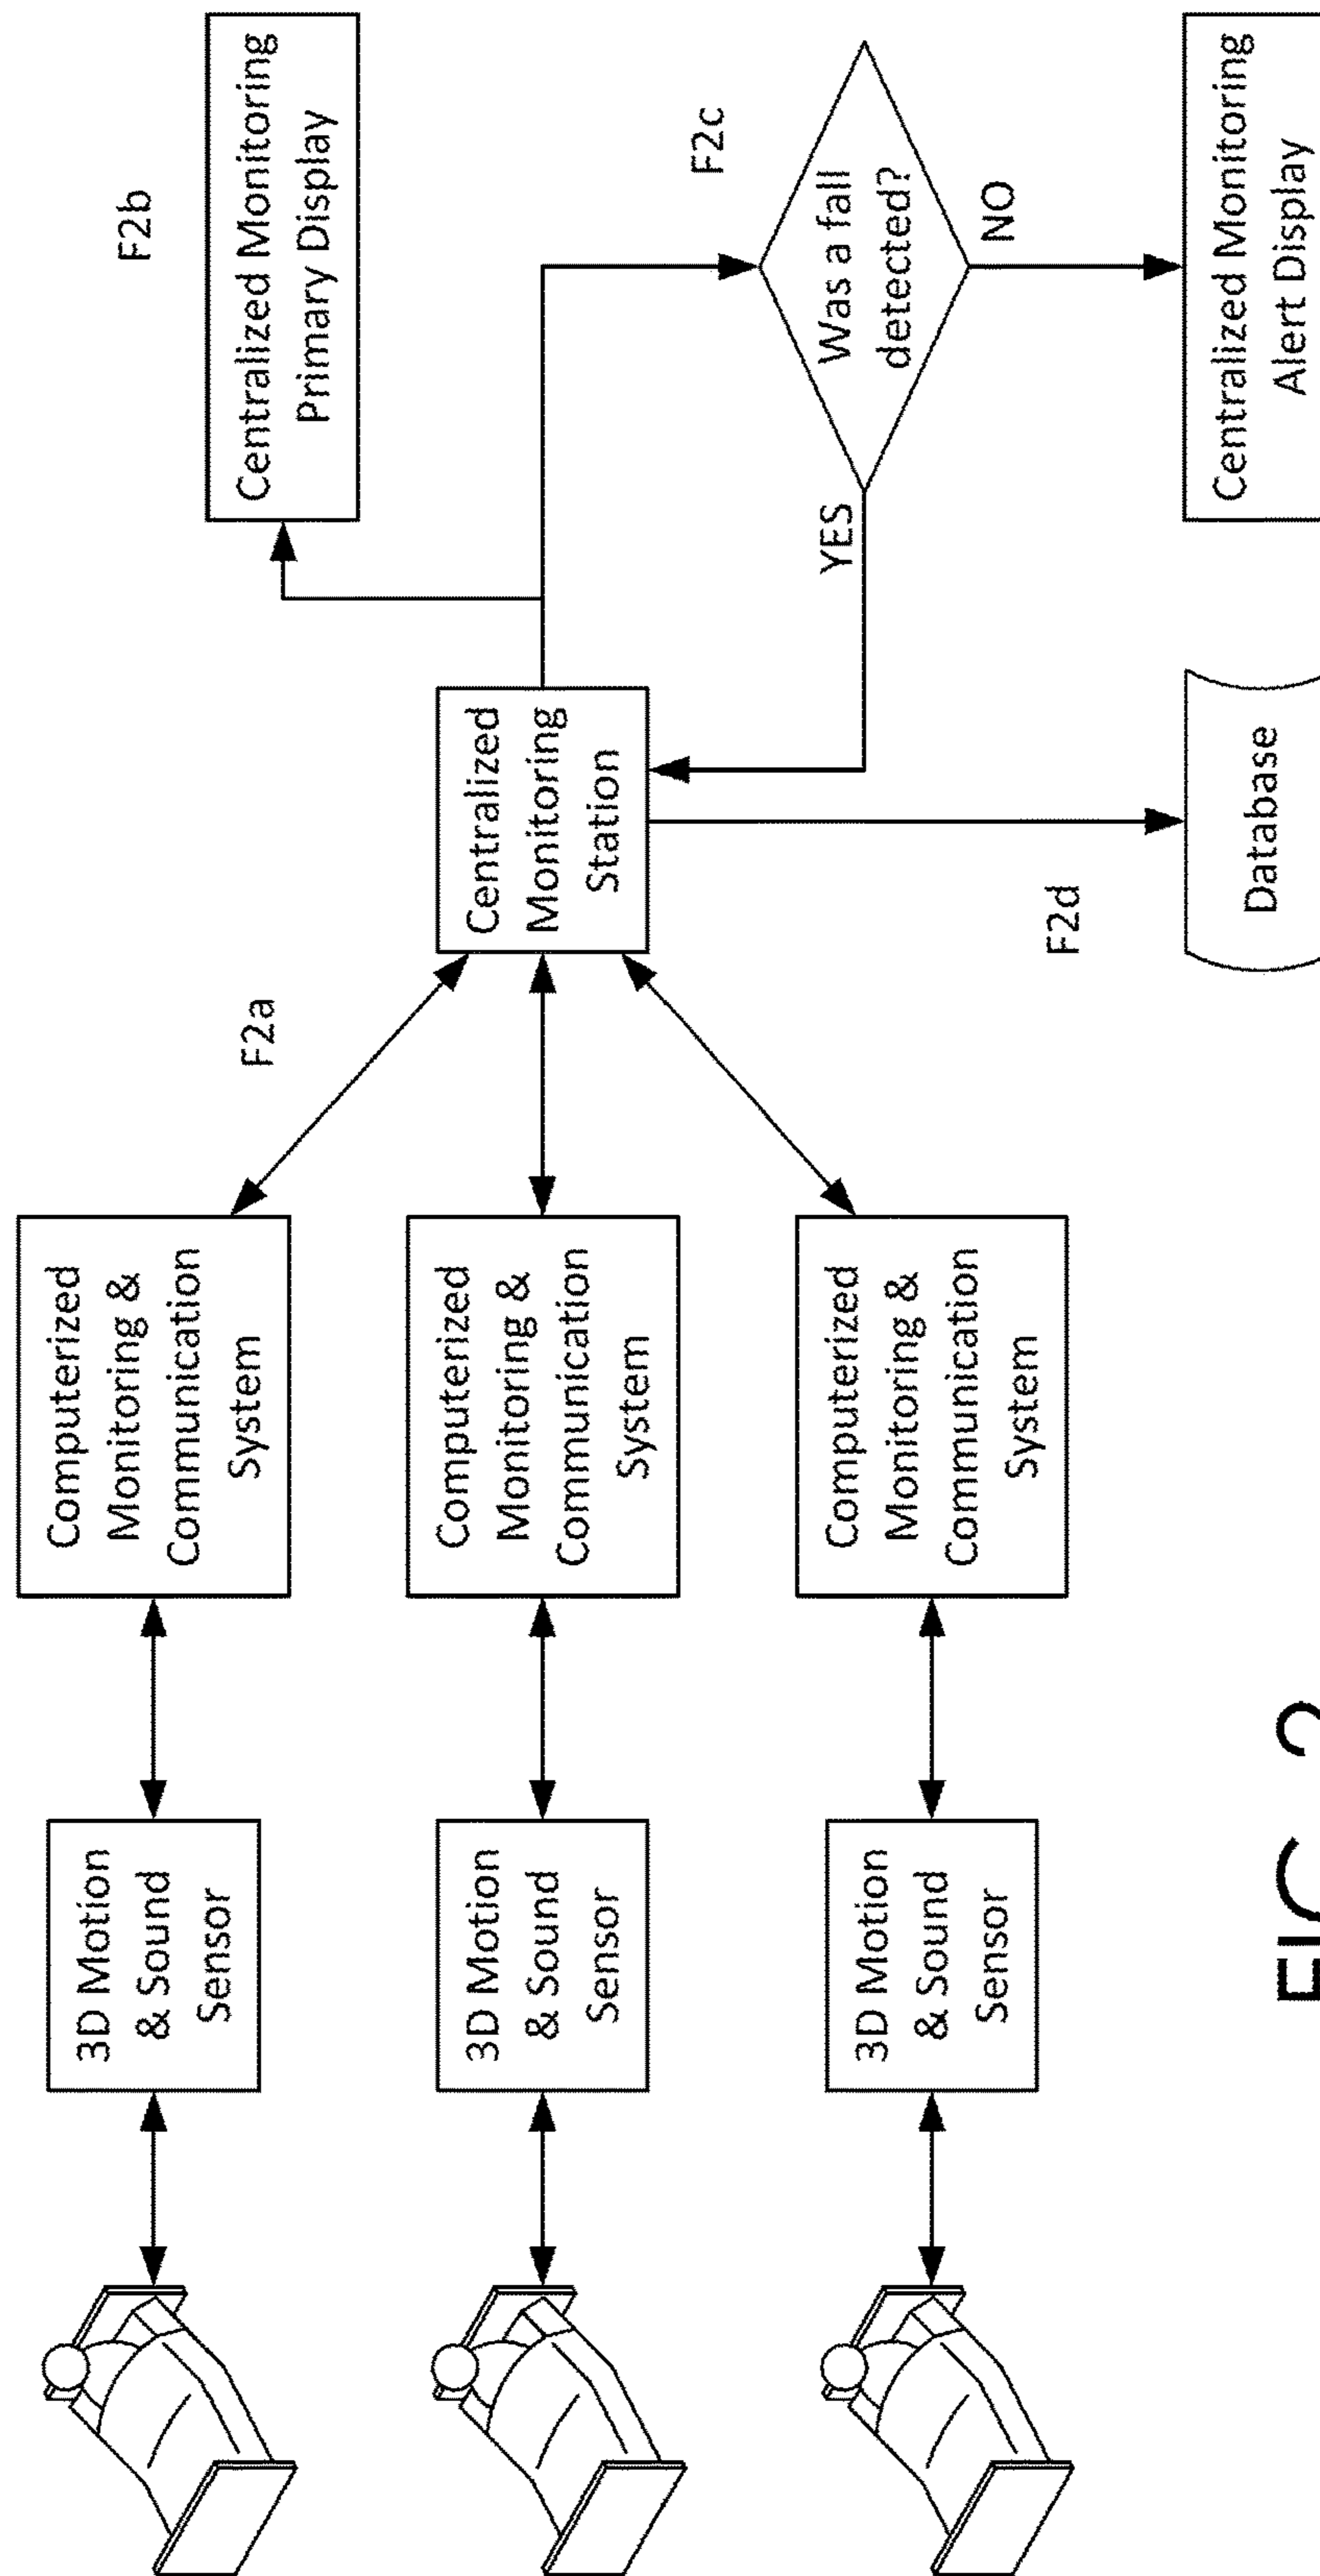 3D Motion
& Sound
Sensor
Computerized
Monitoring &
Communication
System
F2a
F2b
Centralized Monitoring
Primary Display
3D Motion
& Sound
Sensor
Computerized
Monitoring &
Communication
System
Centralized
Monitoring
Station
3D Motion
& Sound
Sensor
Computerized
Monitoring &
Communication
System
F2c
Was a fall
detected?
YES
NO
F2d
Database
Centralized Monitoring
Alert Display